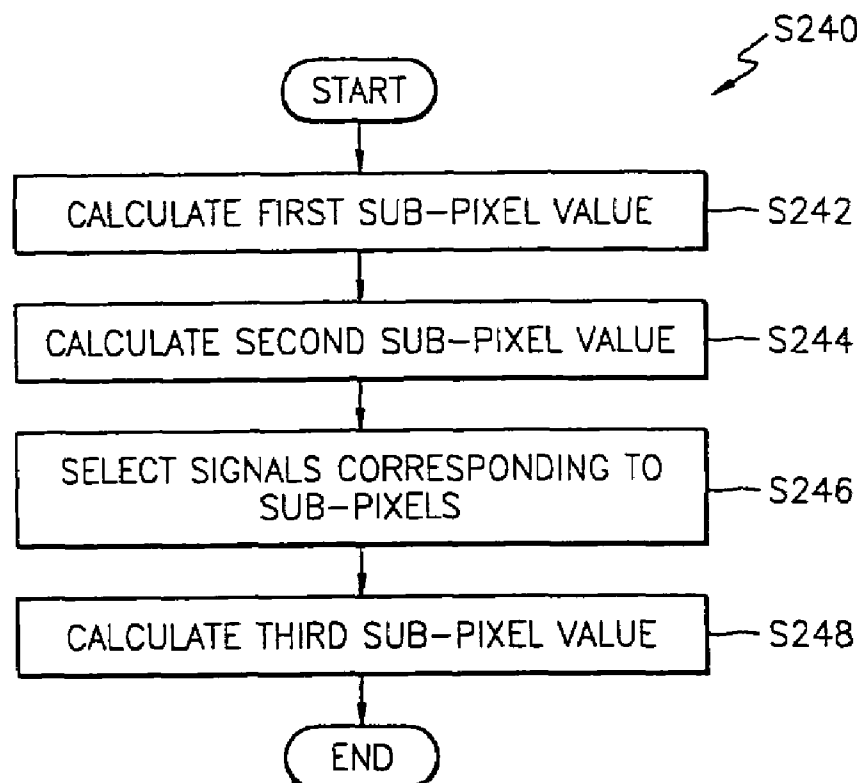 S240
START
CALCULATE FIRST SUB-PIXEL VALUE
S242
CALCULATE SECOND SUB-PIXEL VALUE
S244
SELECT SIGNALS CORRESPONDING TO
SUB-PIXELS
S246
CALCULATE THIRD SUB-PIXEL VALUE
S248
END